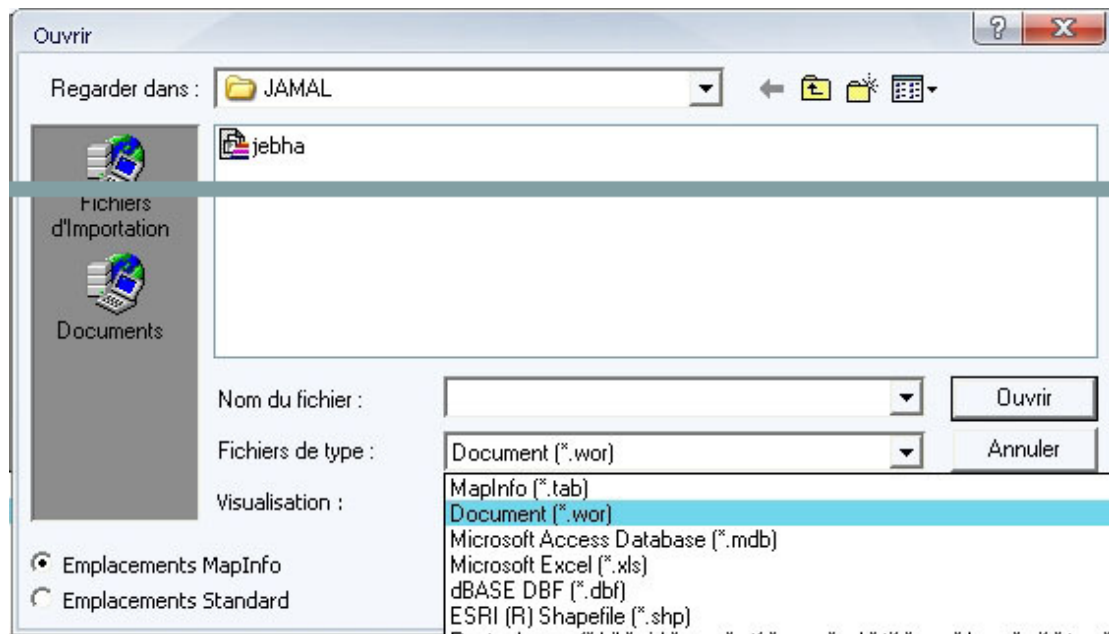 Ouvrir
Regarder dans :
JAMAL
jebha
Fichiers
d'Importation
Documents
Nom du fichier :
Ouvrir
Fichiers de type :
Document (*.wor)
Annuler
Visualisation :
MapInfo (*.tab)
Document (*.wor)
Microsoft Access Database (*.mdb)
Microsoft Excel (*.xls)
dBASE DBF (*.dbf)
ESRI (R) Shapefile (*.shp)
Emplacements MapInfo
Emplacements Standard